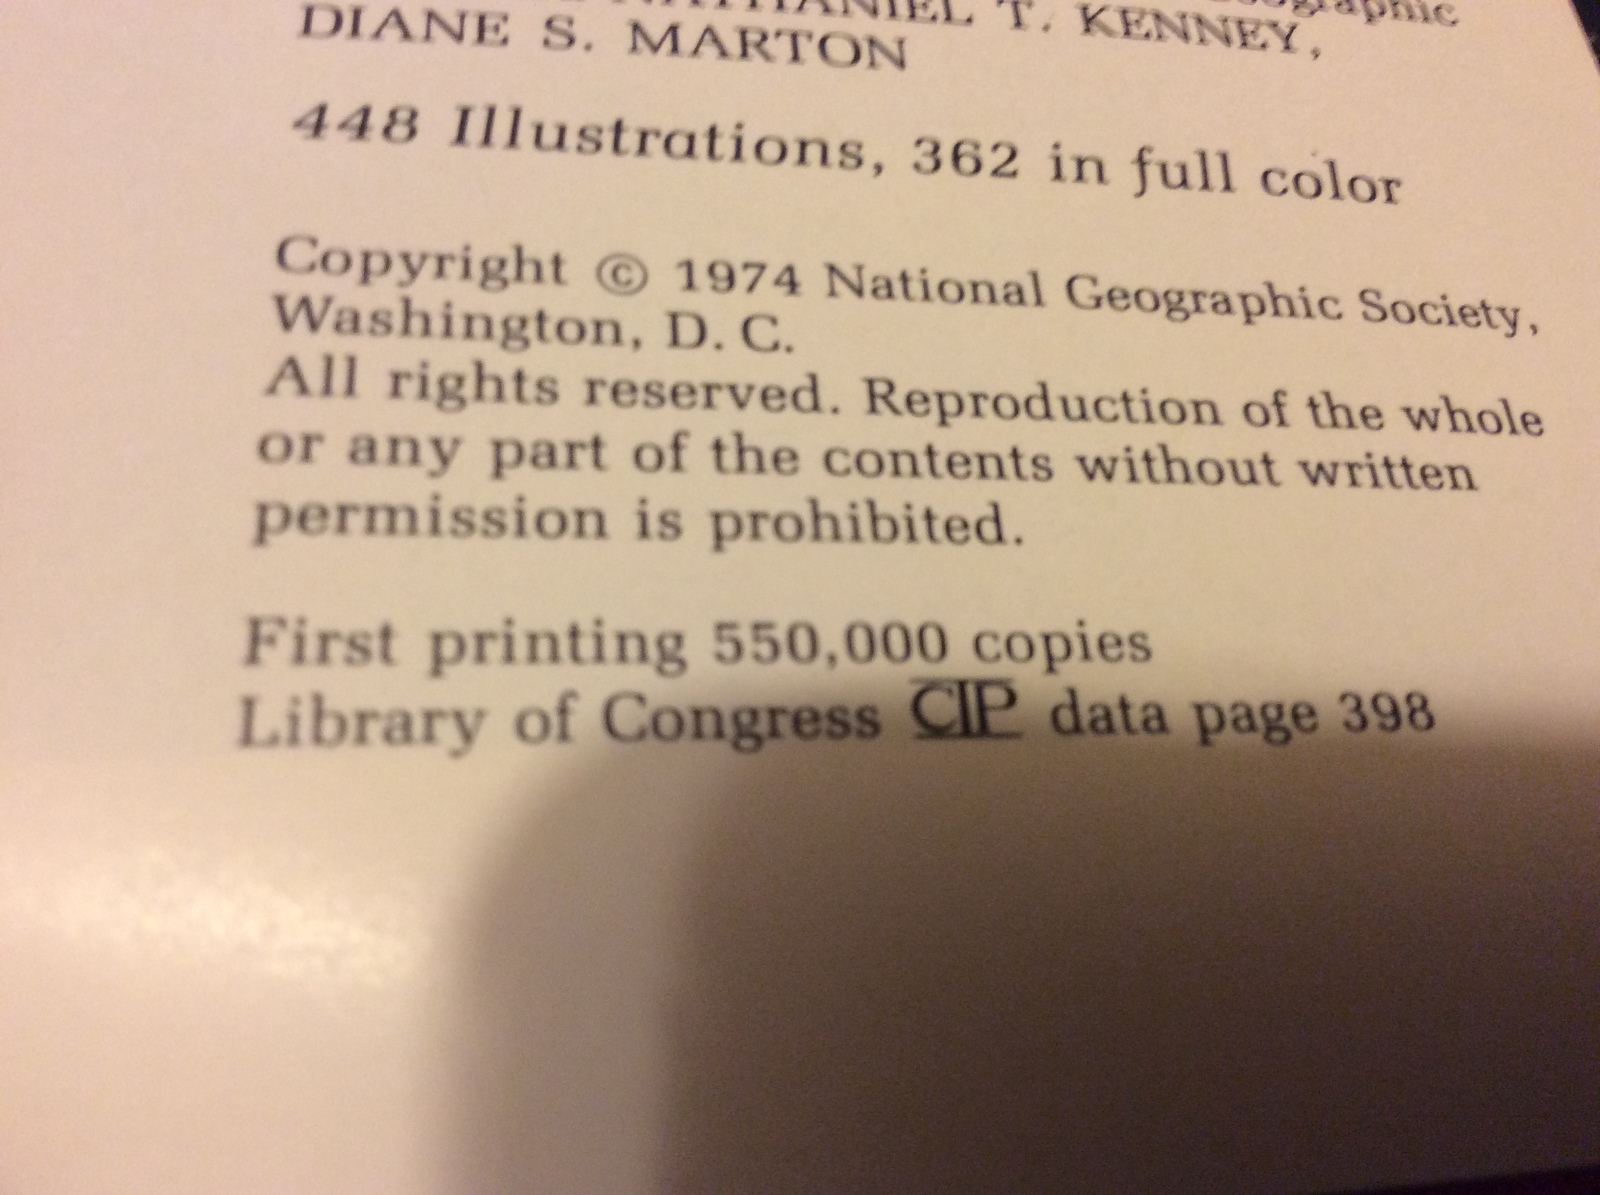 NATHANIEL T. KENNEY,
DIANE S. MARTON
448 Illustrations, 362 in full color
Copyright © 1974 National Geographic Society,
Washington, D. C.
All rights reserved. Reproduction of the whole
or any part of the contents without written
permission is prohibited.
First printing 550,000 copies
Library of Congress CIP data page 398